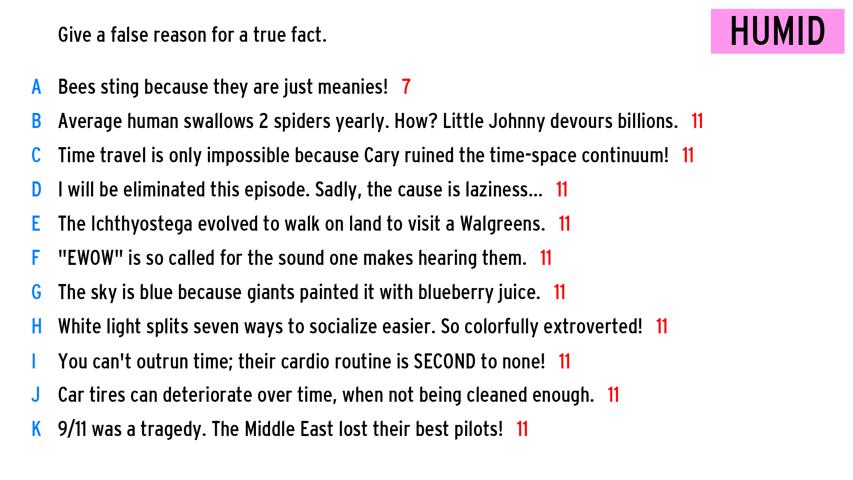 Give a false reason for a true fact.
HUMID
A Bees sting because they are just meanies! 7
B Average human swallows 2 spiders yearly. How? Little Johnny devours billions. 11
C Time travel is only impossible because Cary ruined the time-space continuum! 11
D I will be eliminated this episode. Sadly, the cause is laziness... 11
E The Ichthyostega evolved to walk on land to visit a Walgreens. 11
F "EWOW" is so called for the sound one makes hearing them. 11
G The sky is blue because giants painted it with blueberry juice. 11
H White light splits seven ways to socialize easier. So colorfully extroverted! 11
I You can't outrun time; their cardio routine is SECOND to none! 11
J Car tires can deteriorate over time, when not being cleaned enough. 11
K 9/11 was a tragedy. The Middle East lost their best pilots! 11